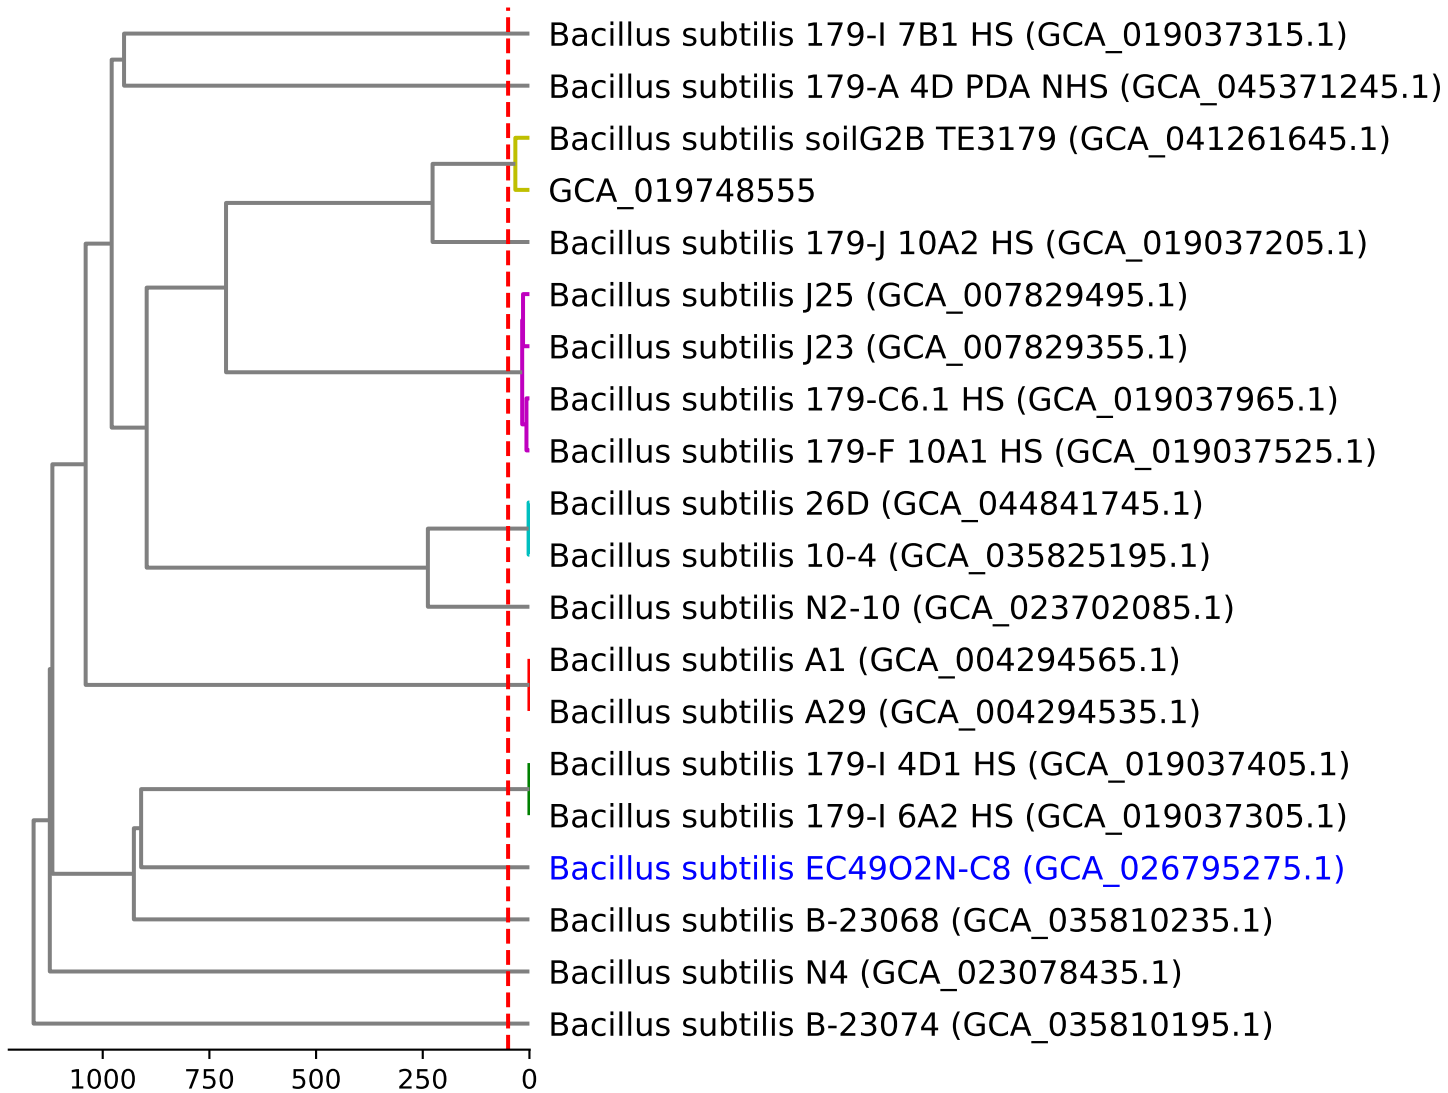 Bacillus subtilis 179-I 7B1 HS (GCA_019037315.1)
Bacillus subtilis 179-A 4D PDA NHS (GCA_045371245.1)
Bacillus subtilis soilG2B TE3179 (GCA_041261645.1)
GCA_019748555
Bacillus subtilis 179-J 10A2 HS (GCA_019037205.1)
Bacillus subtilis J25 (GCA_007829495.1)
Bacillus subtilis J23 (GCA_007829355.1)
Bacillus subtilis 179-C6.1 HS (GCA_019037965.1)
Bacillus subtilis 179-F 10A1 HS (GCA_019037525.1)
Bacillus subtilis 26D (GCA_044841745.1)
Bacillus subtilis 10-4 (GCA_035825195.1)
Bacillus subtilis N2-10 (GCA_023702085.1)
Bacillus subtilis A1 (GCA_004294565.1)
Bacillus subtilis A29 (GCA_004294535.1)
Bacillus subtilis 179-I 4D1 HS (GCA_019037405.1)
Bacillus subtilis 179-I 6A2 HS (GCA_019037305.1)
Bacillus subtilis EC49O2N-C8 (GCA_026795275.1)
Bacillus subtilis B-23068 (GCA_035810235.1)
Bacillus subtilis N4 (GCA_023078435.1)
Bacillus subtilis B-23074 (GCA_035810195.1)
1000 750 500 250 0